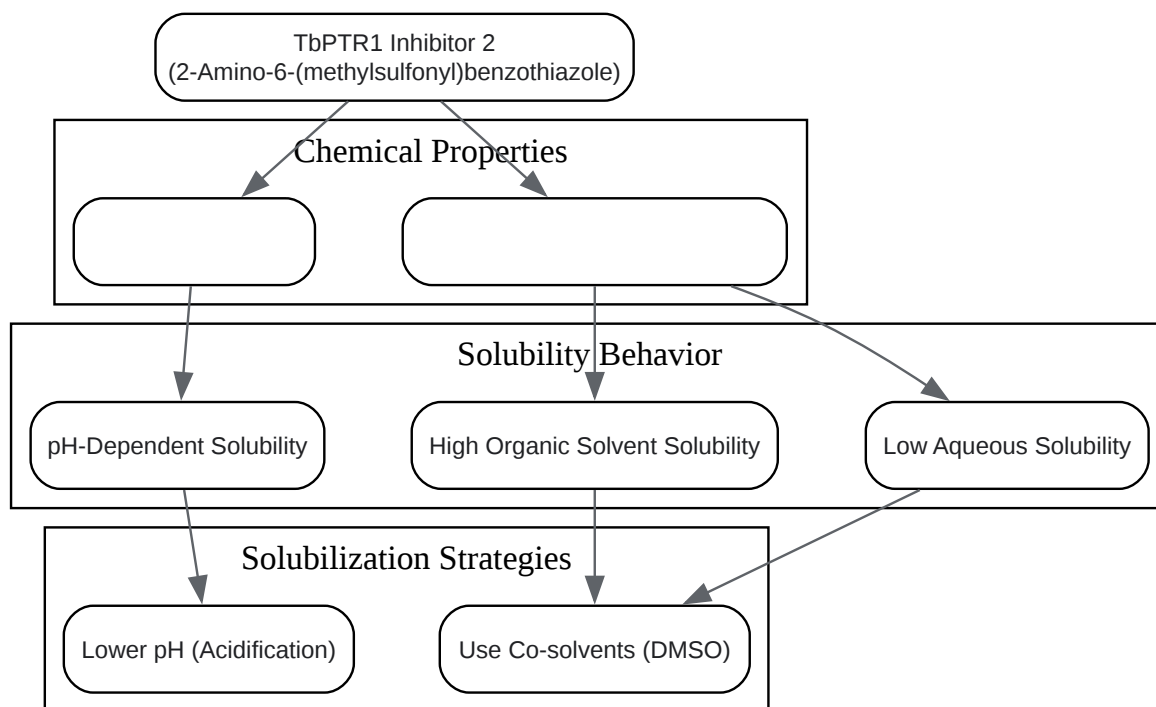 TbPTR1 Inhibitor 2
(2-Amino-6-(methylsulfonyl)benzothiazole)
Chemical Properties
Solubility Behavior
pH-Dependent Solubility
High Organic Solvent Solubility
Low Aqueous Solubility
Solubilization Strategies
Lower pH (Acidification)
Use Co-solvents (DMSO)